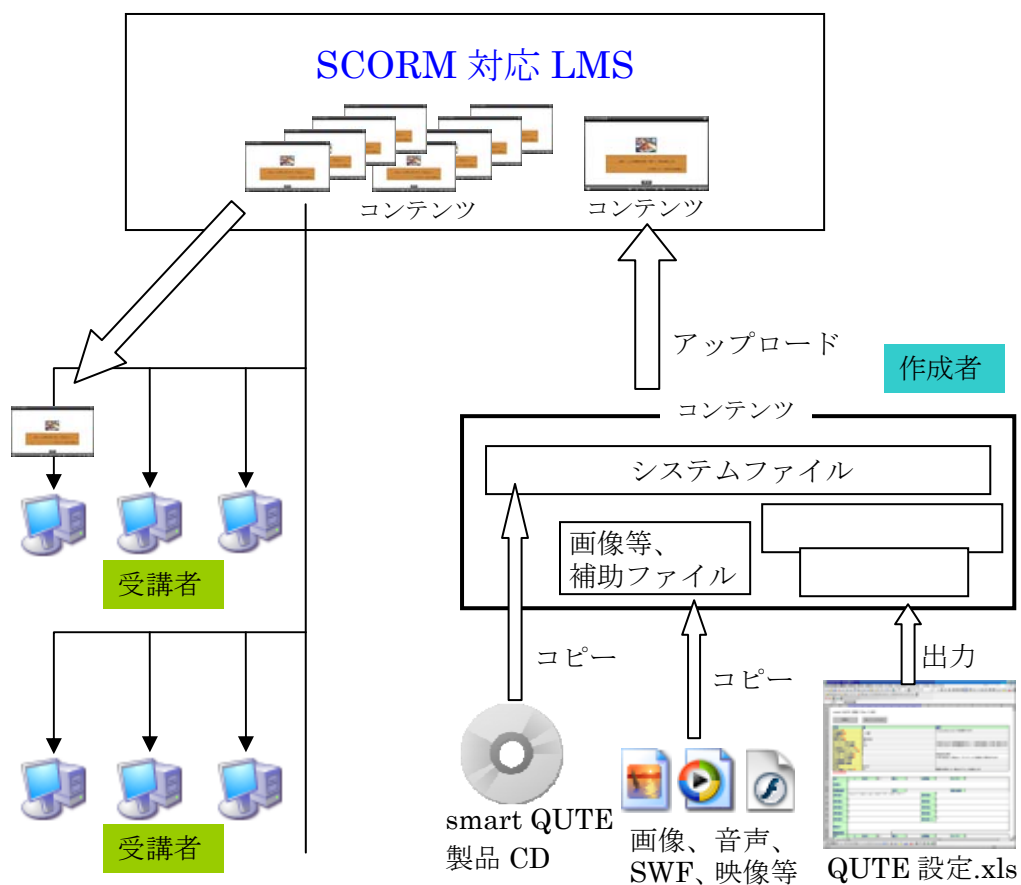 SCORM 対応 LMS
コンテンツ
コンテンツ
アップロード
作成者
コンテンツ
システムファイル
画像等、
補助ファイル
受講者
コピー
コピー
出力
smart QUTE
製品 CD
画像、音声、
SWF、映像等
QUTE 設定.xls
受講者